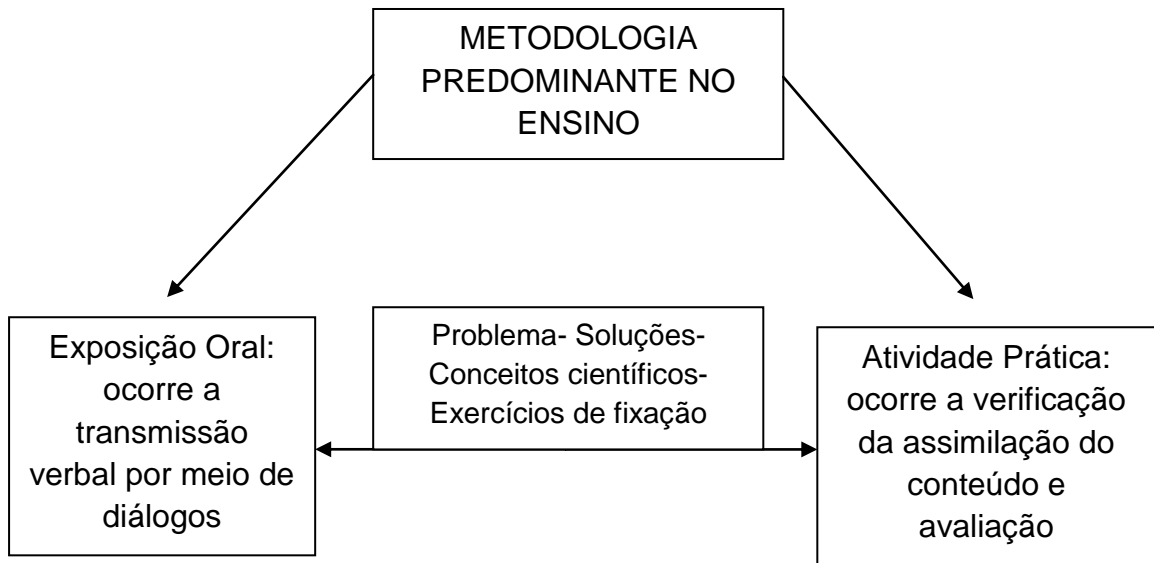 METODOLOGIA
PREDOMINANTE NO
ENSINO
Exposição Oral:
ocorre a
transmissão
verbal por meio de
diálogos
Problema- Soluções-
Conceitos científicos-
Exercícios de fixação
Atividade Prática:
ocorre a verificação
da assimilação do
conteúdo e
avaliação